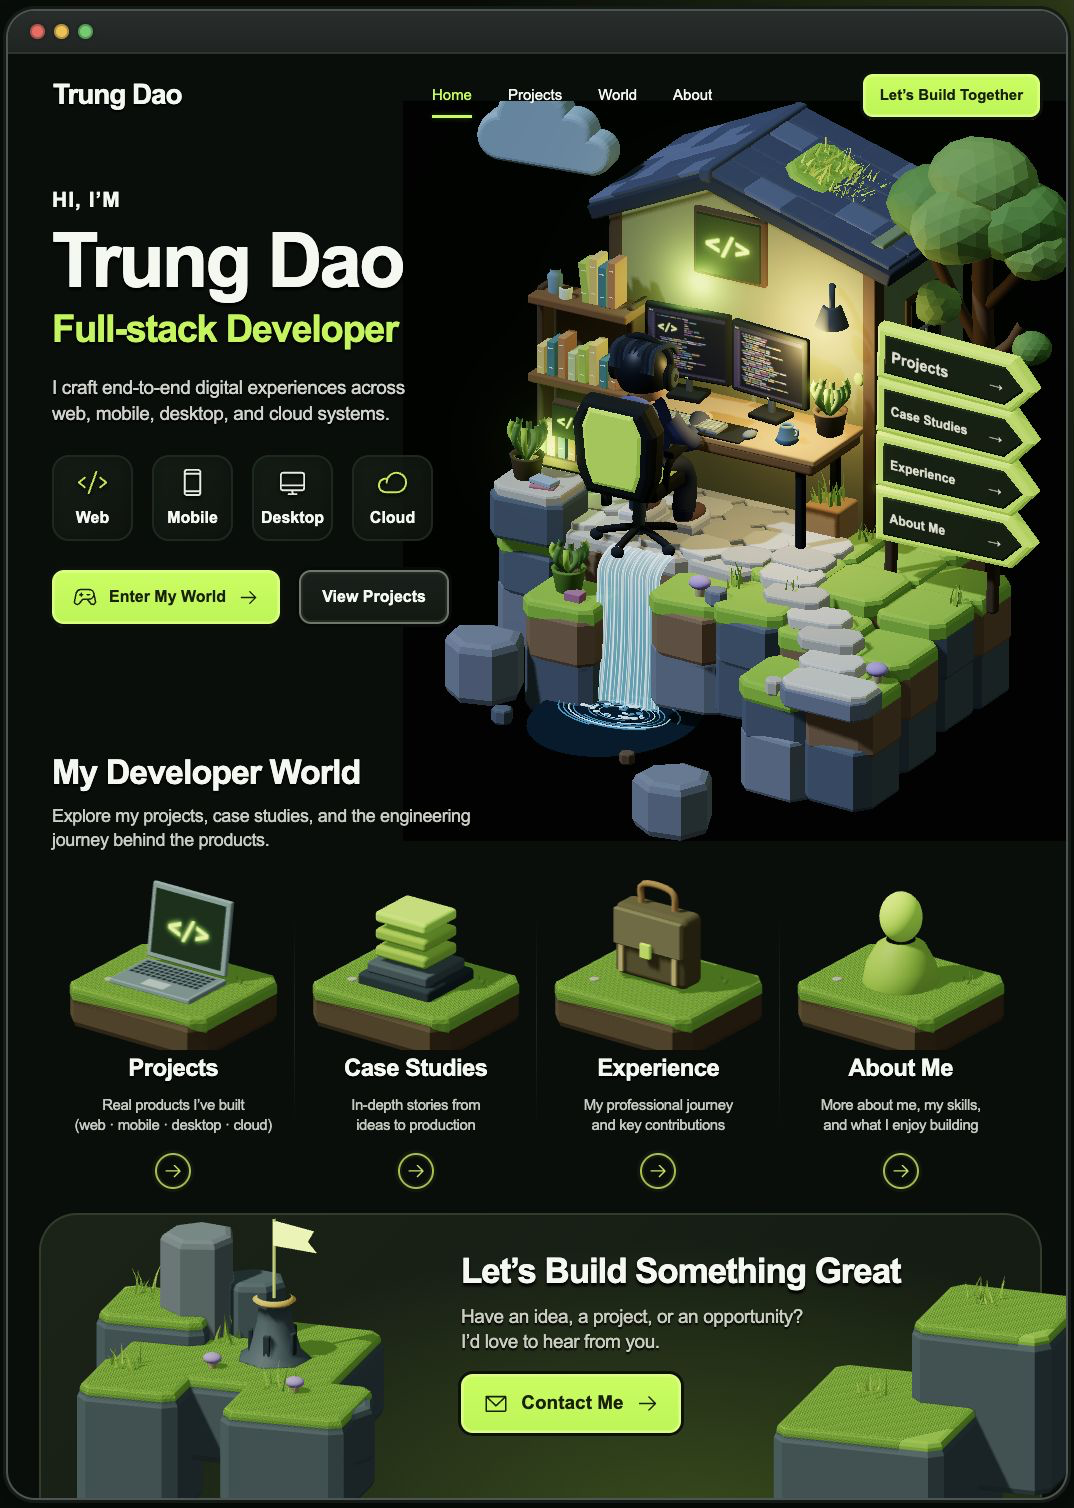 Trung Dao
Home
Projects
World
About
Let's Build Together
HI, I'M
Trung Dao
Full-stack Developer
I craft end-to-end digital experiences across
web, mobile, desktop, and cloud systems.
</>
Web
Mobile
Desktop
Cloud
Enter My World →
View Projects
</>
</>
Projects →
Case Studies →
Experience →
About Me →
My Developer World
Explore my projects, case studies, and the engineering
journey behind the products.
</>
Projects
Real products I've built
(web · mobile · desktop · cloud)
→
Case Studies
In-depth stories from
ideas to production
→
Experience
My professional journey
and key contributions
→
About Me
More about me, my skills,
and what I enjoy building
→
Let's Build Something Great
Have an idea, a project, or an opportunity?
I'd love to hear from you.
Contact Me →